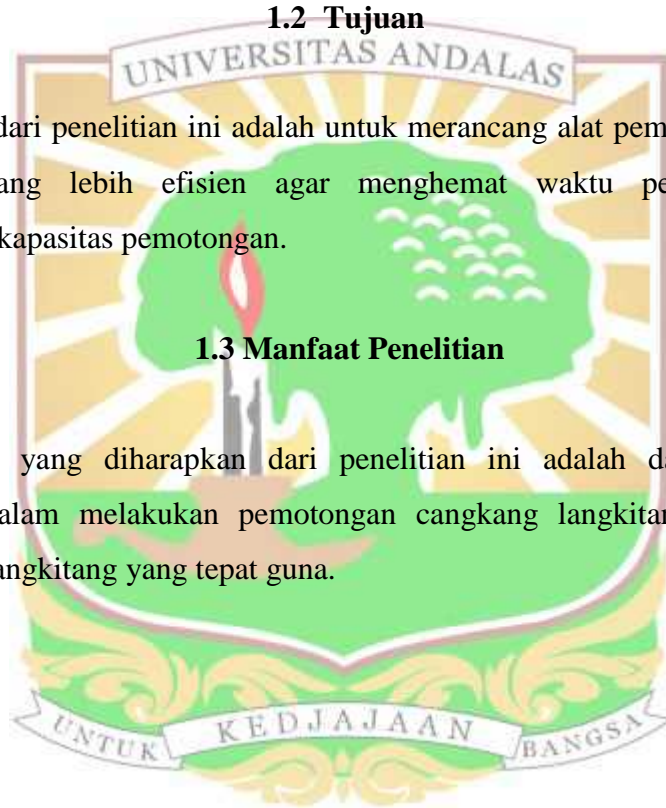 1.2 Tujuan
UNIVERSITAS ANDALAS
dari penelitian ini adalah untuk merancang alat pem
ang lebih efisien agar menghemat waktu pe
kapasitas pemotongan.
1.3 Manfaat Penelitian
yang diharapkan dari penelitian ini adalah da
alam melakukan pemotongan cangkang langkitan
angkitang yang tepat guna.
UNTUK KEDJAJAAN BANGSA